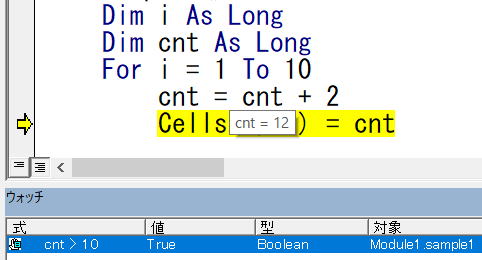 Dim i As Long
Dim cnt As Long
For i = 1 To 10
cnt = cnt + 2
Cells ) = cnt
cnt = 12
ウォッチ
式 値 型 対象
cnt > 10 True Boolean Module1.sample1